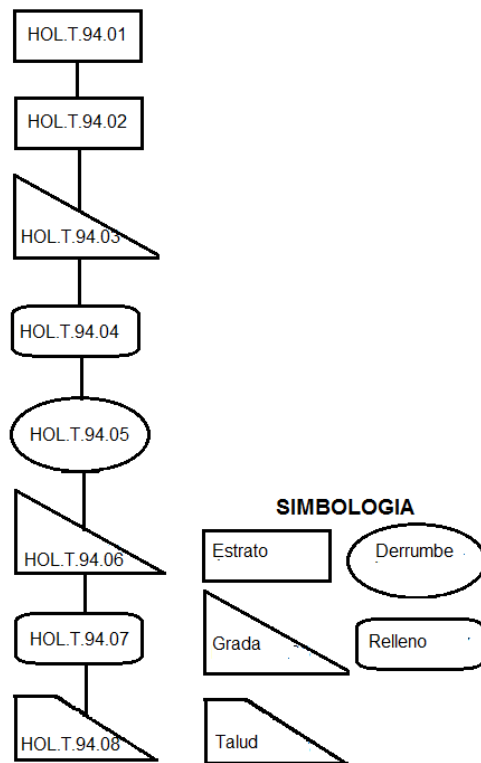 HOL.T.94.01
HOL.T.94.02
HOL.T.94.03
HOL.T.94.04
HOL.T.94.05
HOL.T.94.06
HOL.T.94.07
HOL.T.94.08
SIMBOLOGIA
Estrato
Derrumbe
Grada
Relleno
Talud